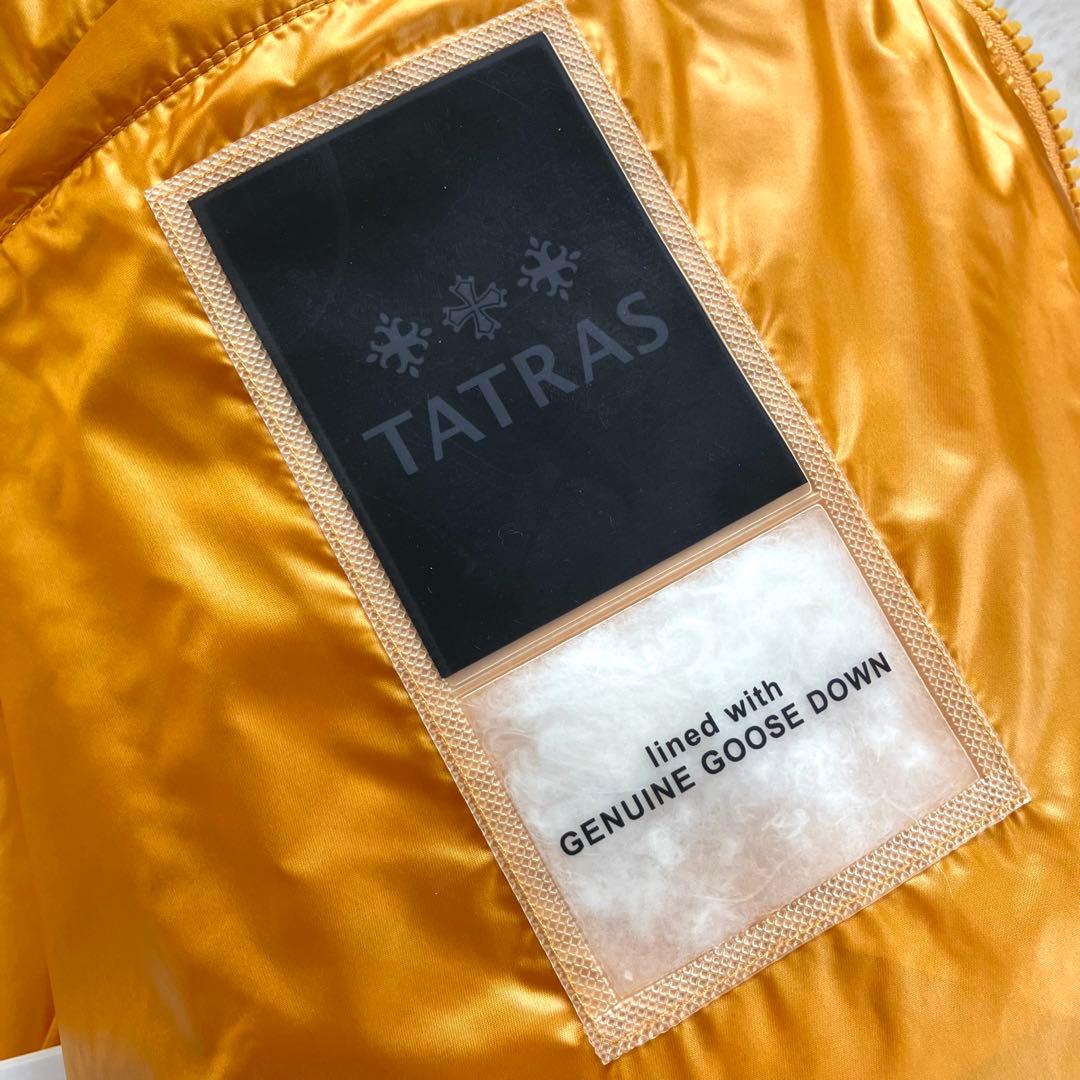 TATRAS
lined with
GENUINE GOOSE DOWN